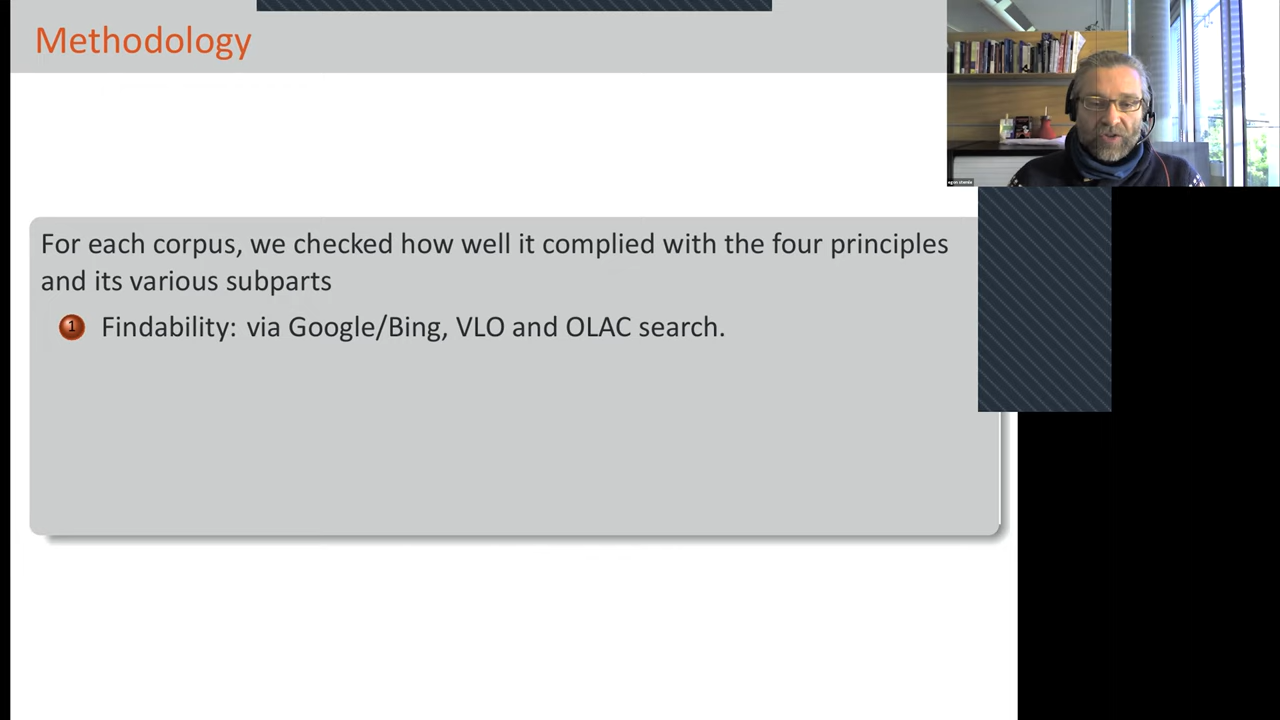 Methodology
For each corpus, we checked how well it complied with the four principles
and its various subparts
1 Findability: via Google/Bing, VLO and OLAC search.